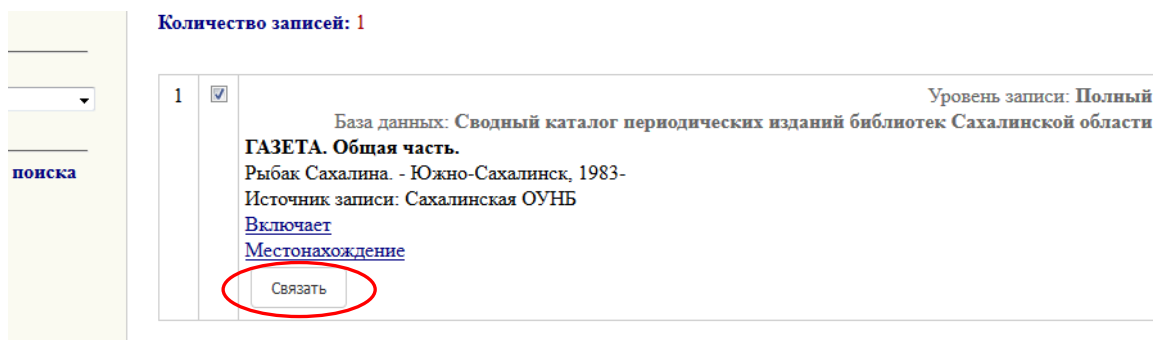 Количество записей: 1
1
Уровень записи: Полный
База данных: Сводный каталог периодических изданий библиотек Сахалинской области
ГАЗЕТА. Общая часть.
поиска
Рыбак Сахалина. - Южно-Сахалинск, 1983-
Источник записи: Сахалинская ОУНБ
Включает
Местонахождение
Связать